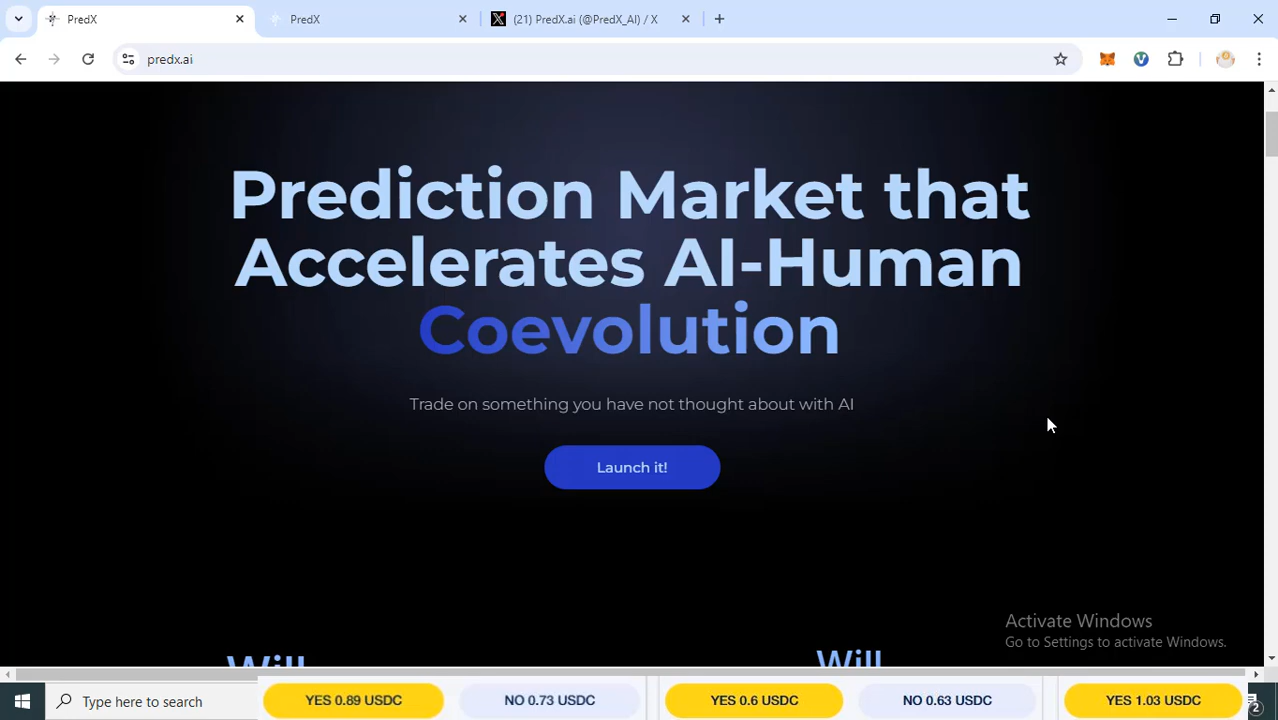 PredX
PredX
(21) PredX.ai (@PredX_AI) / X
predx.ai
Prediction Market that
Accelerates AI-Human
Coevolution
Trade on something you have not thought about with AI
Launch it!
Activate Windows
Go to Settings to activate Windows.
Will
Will
Type here to search
YES 0.89 USDC
NO 0.73 USDC
YES 0.6 USDC
NO 0.63 USDC
YES 1.03 USDC
2